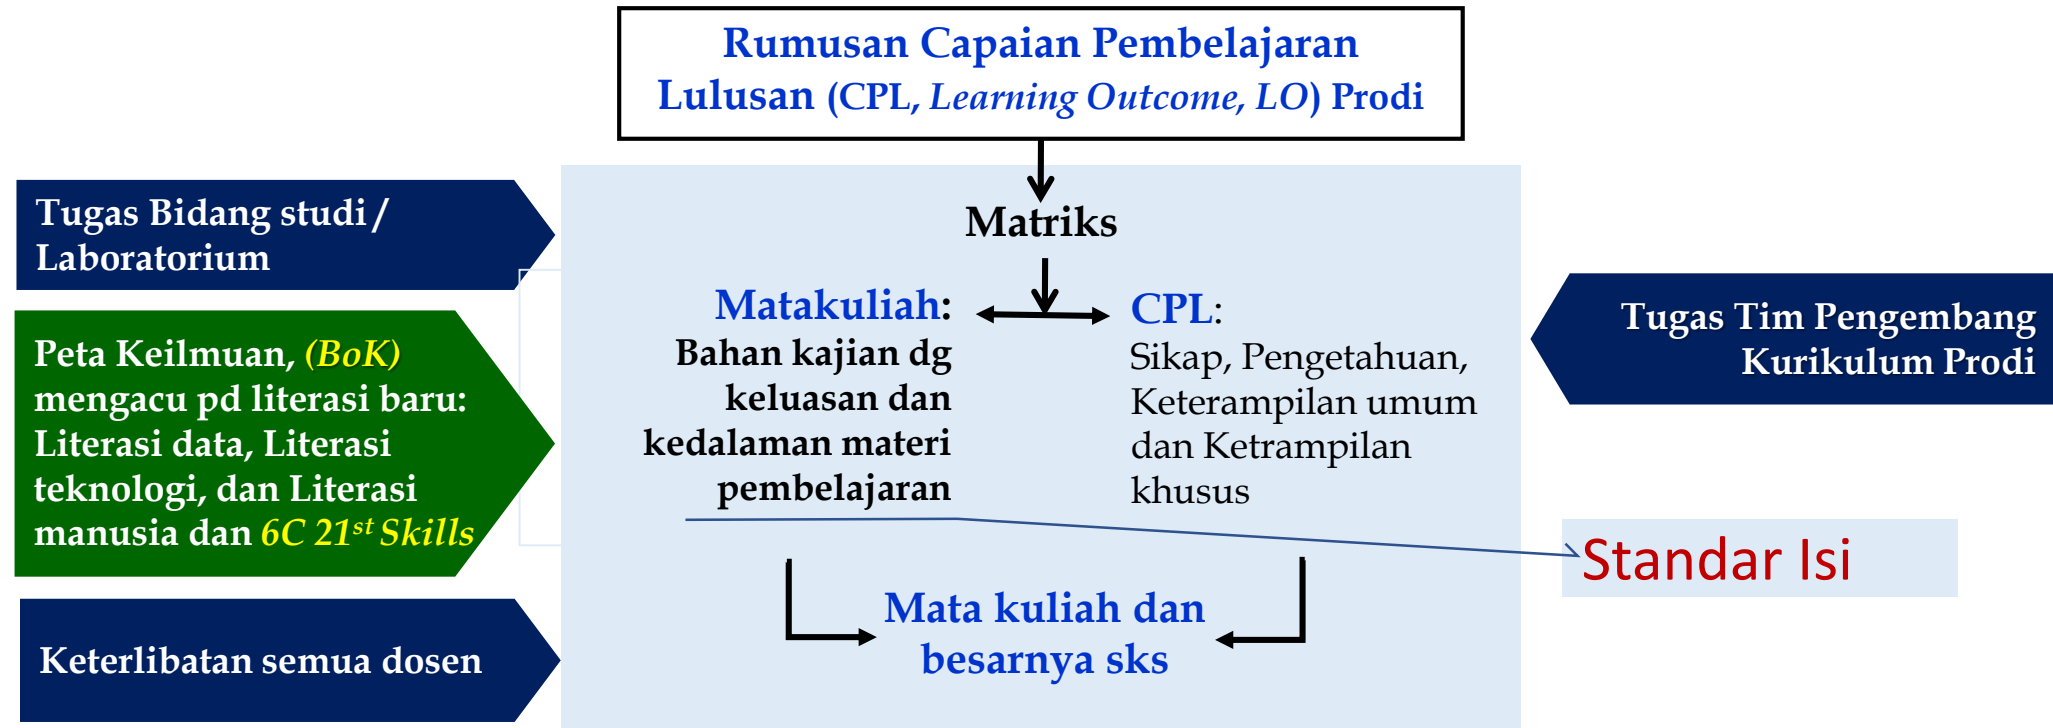 Rumusan Capaian Pembelajaran
Lulusan (CPL, Learning Outcome, LO) Prodi
Tugas Bidang studi /
Laboratorium
Peta Keilmuan, (BoK)
mengacu pd literasi baru:
Literasi data, Literasi
teknologi, dan Literasi
manusia dan 6C 21st Skills
Keterlibatan semua dosen
Matriks
Matakuliah:
Bahan kajian dg
keluasan dan
kedalaman materi
pembelajaran
CPL:
Sikap, Pengetahuan,
Keterampilan umum
dan Ketrampilan
khusus
Mata kuliah dan
besarnya sks
Tugas Tim Pengembang
Kurikulum Prodi
Standar Isi